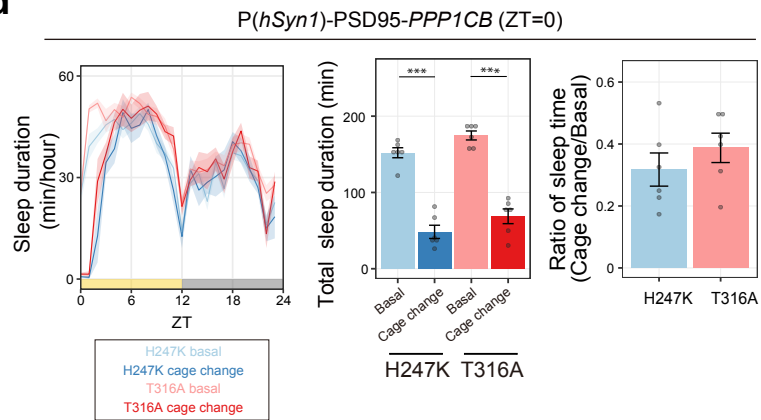 d
P(hSyn1)-PSD95-PPP1CB (ZT=0)
Sleep duration
(min/hour)
60
30
0
0 6 12 18 24
ZT
H247K basal
H247K cage change
T316A basal
T316A cage change
Total sleep duration (min)
200
100
0
***
***
Basal
Cage change
Basal
Cage change
H247K T316A
Ratio of sleep time
(Cage change/Basal)
0.6
0.4
0.2
0
H247K T316A